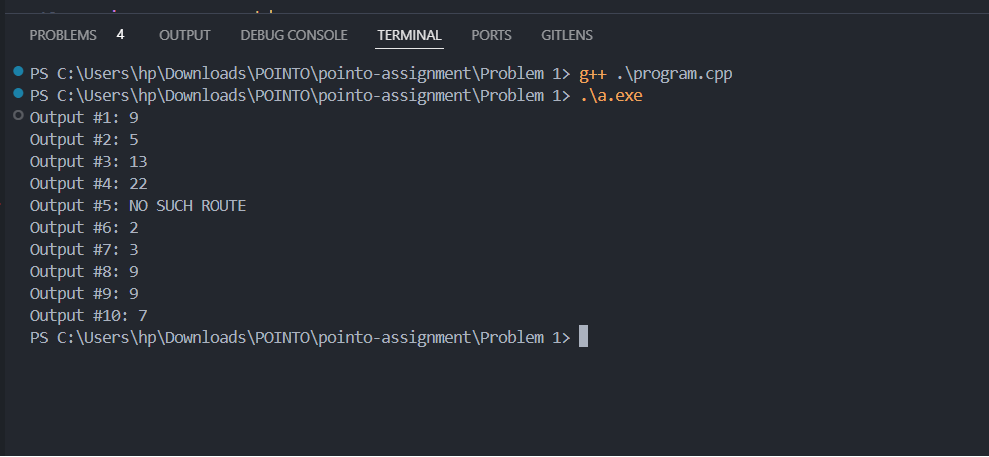 PROBLEMS 4 OUTPUT DEBUG CONSOLE TERMINAL PORTS GITLENS
PS C:\Users\hp\Downloads\POINTO\pointo-assignment\Problem 1> g++ .\program.cpp
PS C:\Users\hp\Downloads\POINTO\pointo-assignment\Problem 1> .\a.exe
Output #1: 9
Output #2: 5
Output #3: 13
Output #4: 22
Output #5: NO SUCH ROUTE
Output #6: 2
Output #7: 3
Output #8: 9
Output #9: 9
Output #10: 7
PS C:\Users\hp\Downloads\POINTO\pointo-assignment\Problem 1>